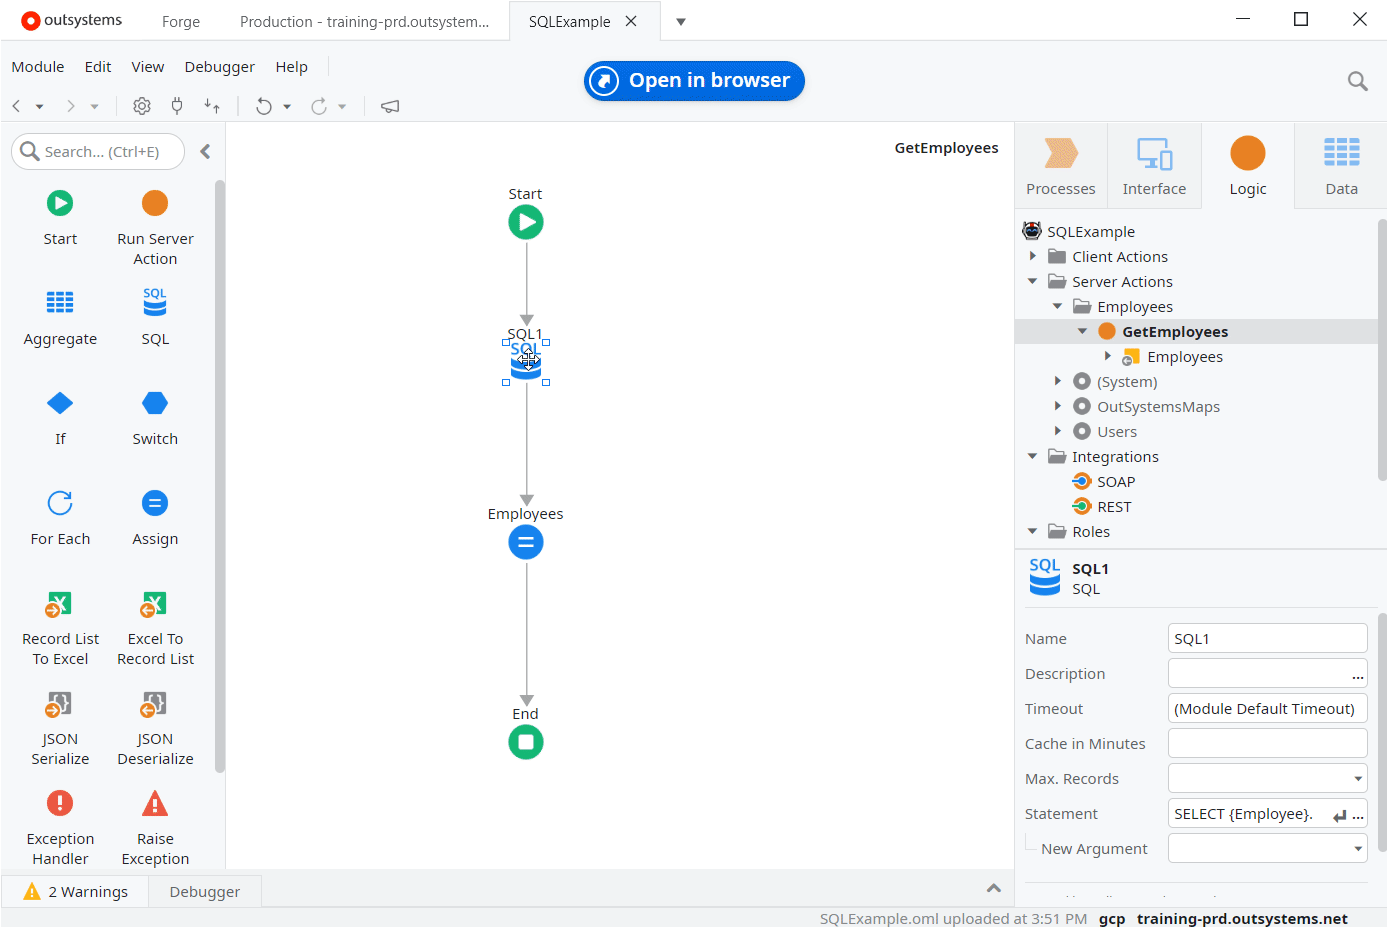 outsystems
Forge
Production - training-prd.outsystem...
SQLExample
Module Edit View Debugger Help
Open in browser
Search... (Ctrl+E)
GetEmployees
Start
Run Server
Action
Aggregate
SQL
SQL
If
Switch
For Each
Assign
Record List
To Excel
Excel To
Record List
JSON
Serialize
JSON
Deserialize
Exception
Handler
Raise
Exception
Start
SQL1
SQL
Employees
End
Processes
Interface
Logic
Data
SQLExample
Client Actions
Server Actions
Employees
GetEmployees
Employees
(System)
OutSystemsMaps
Users
Integrations
SOAP
REST
Roles
SQL
SQL1
SQL
Name SQL1
Description ...
Timeout (Module Default Timeout)
Cache in Minutes
Max. Records
Statement SELECT {Employee}. ...
New Argument
2 Warnings
Debugger
SQLExample.oml uploaded at 3:51 PM gcp training-prd.outsystems.net